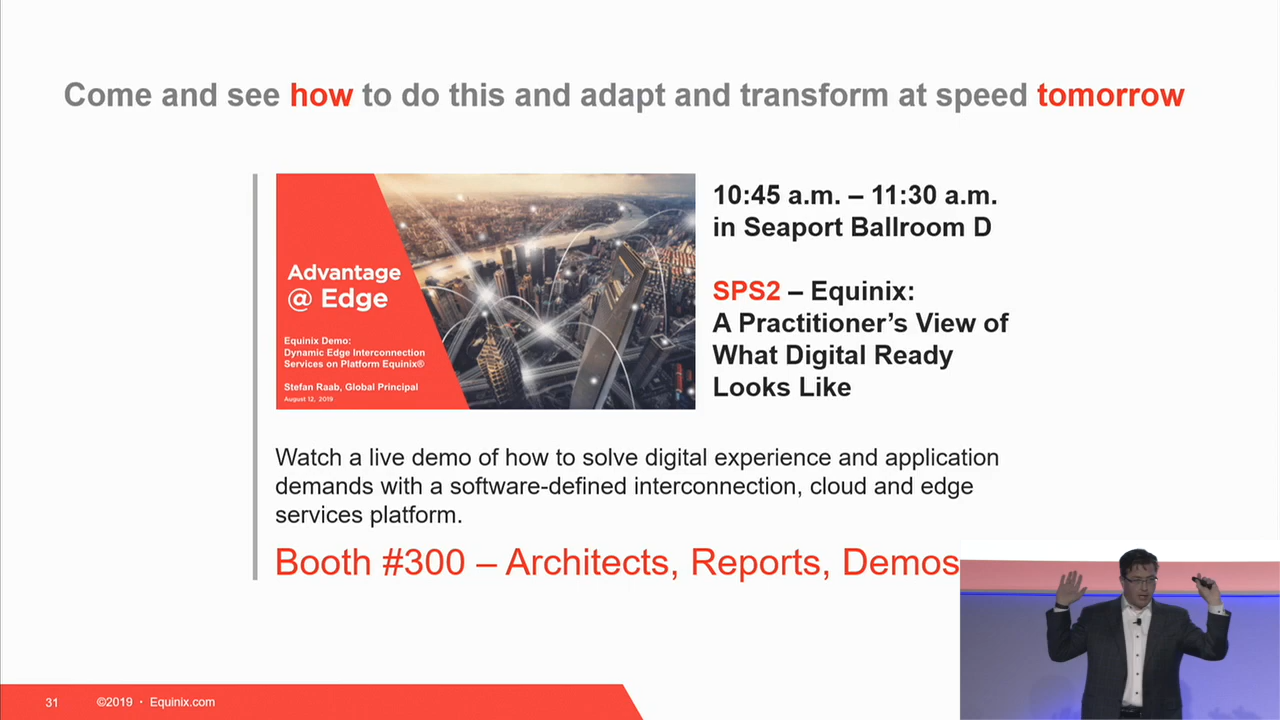 Come and see how to do this and adapt and transform at speed tomorrow
Advantage
@ Edge
Equinix Demo:
Dynamic Edge Interconnection
Services on Platform Equinix®
Stefan Raab, Global Principal
August 12, 2019
10:45 a.m. – 11:30 a.m.
in Seaport Ballroom D
SPS2 – Equinix:
A Practitioner’s View of
What Digital Ready
Looks Like
Watch a live demo of how to solve digital experience and application
demands with a software-defined interconnection, cloud and edge
services platform.
Booth #300 – Architects, Reports, Demos
31
©2019 · Equinix.com